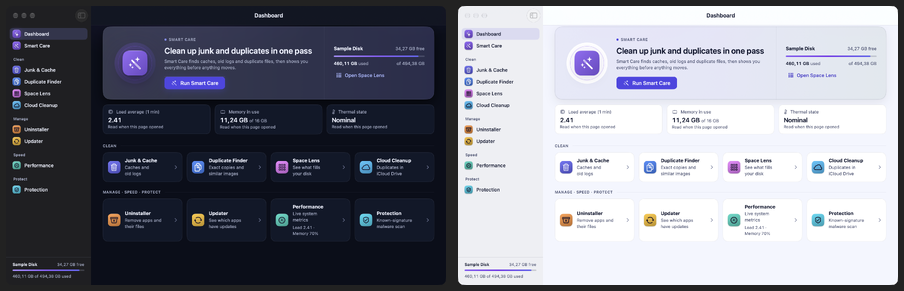 Dashboard
Dashboard
Smart Care
Clean
Junk & Cache
Duplicate Finder
Space Lens
Cloud Cleanup
Manage
Uninstaller
Updater
Speed
Performance
Protect
Protection
Sample Disk 34,27 GB free
460,11 GB of 494,38 GB used
SMART CARE
Clean up junk and duplicates in one pass
Smart Care finds caches, old logs and duplicate files, then shows you
everything before anything moves.
Run Smart Care
Sample Disk 34,27 GB free
460,11 GB used of 494,38 GB
Open Space Lens
Load average (1 min)
2.41
Read when this page opened
Memory in use
11,24 GB of 16 GB
Read when this page opened
Thermal state
Nominal
Read when this page opened
CLEAN
Junk & Cache
Caches and
old logs
Duplicate Finder
Exact copies and
similar images
Space Lens
See what fills
your disk
Cloud Cleanup
Downloads in
iCloud Drive
MANAGE · SPEED · PROTECT
Uninstaller
Remove apps and
their files
Updater
See which apps
have updates
Performance
Live system
metrics
Load 2.41 ·
Memory 70%
Protection
Known-signature
malware scan
Dashboard
Dashboard
Smart Care
Clean
Junk & Cache
Duplicate Finder
Space Lens
Cloud Cleanup
Manage
Uninstaller
Updater
Speed
Performance
Protect
Protection
Sample Disk 34,27 GB free
460,11 GB of 494,38 GB used
SMART CARE
Clean up junk and duplicates in one pass
Smart Care finds caches, old logs and duplicate files, then shows you
everything before anything moves.
Run Smart Care
Sample Disk 34,27 GB free
460,11 GB used of 494,38 GB
Open Space Lens
Load average (1 min)
2.41
Read when this page opened
Memory in use
11,24 GB of 16 GB
Read when this page opened
Thermal state
Nominal
Read when this page opened
CLEAN
Junk & Cache
Caches and
old logs
Duplicate Finder
Exact copies and
similar images
Space Lens
See what fills
your disk
Cloud Cleanup
Downloads in
iCloud Drive
MANAGE · SPEED · PROTECT
Uninstaller
Remove apps and
their files
Updater
See which apps
have updates
Performance
Live system
metrics
Load 2.41 ·
Memory 70%
Protection
Known-signature
malware scan